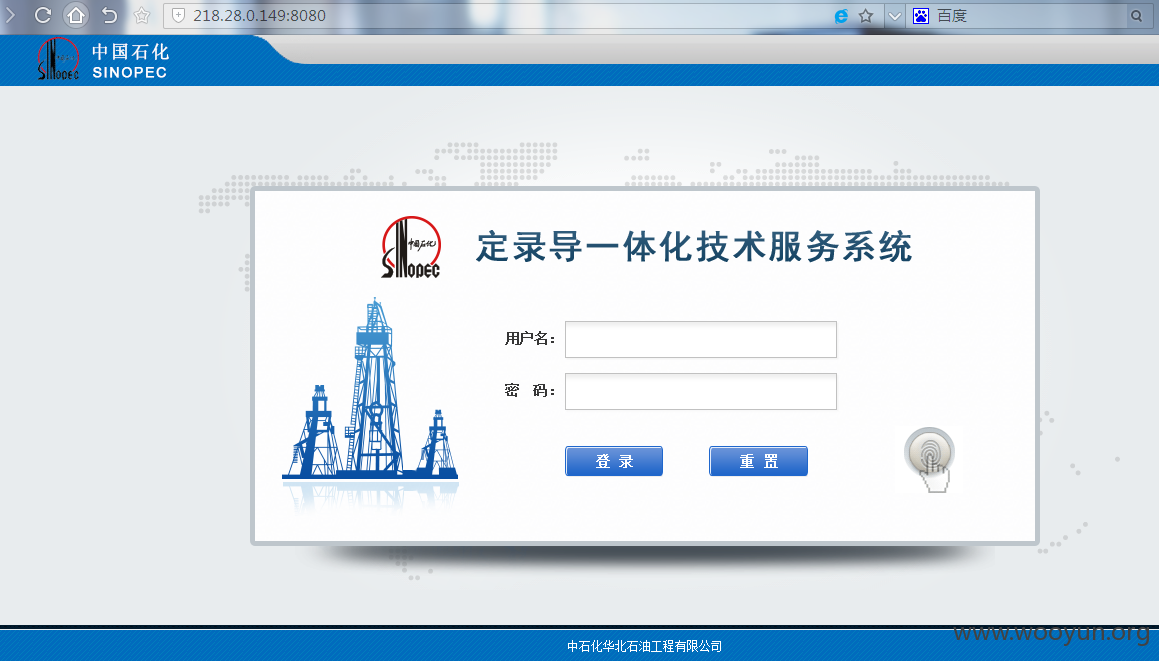 218.28.0.149:8080
百度
中国石化
SINOPEC
SINOPEC
中国石化
SINOPEC
定录导一体化技术服务系统
用户名：
密 码：
登 录
重 置
中石化华北石油工程有限公司
www.wooyun.org